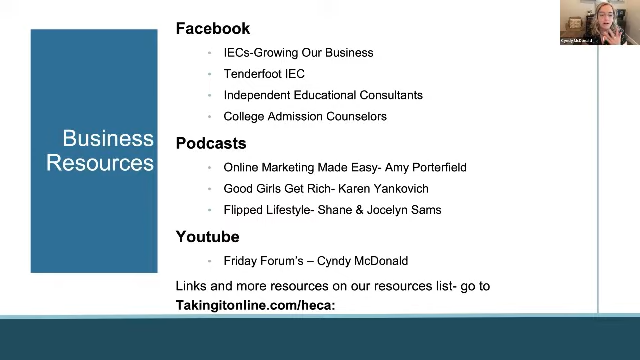 Business
Resources
Facebook
IECs-Growing Our Business
Tenderfoot IEC
Independent Educational Consultants
College Admission Counselors
Podcasts
Online Marketing Made Easy- Amy Porterfield
Good Girls Get Rich- Karen Yankovich
Flipped Lifestyle- Shane & Jocelyn Sams
Youtube
Friday Forum's – Cyndy McDonald
Links and more resources on our resources list- go to
Takingitonline.com/heca:
Cyndy McDonald